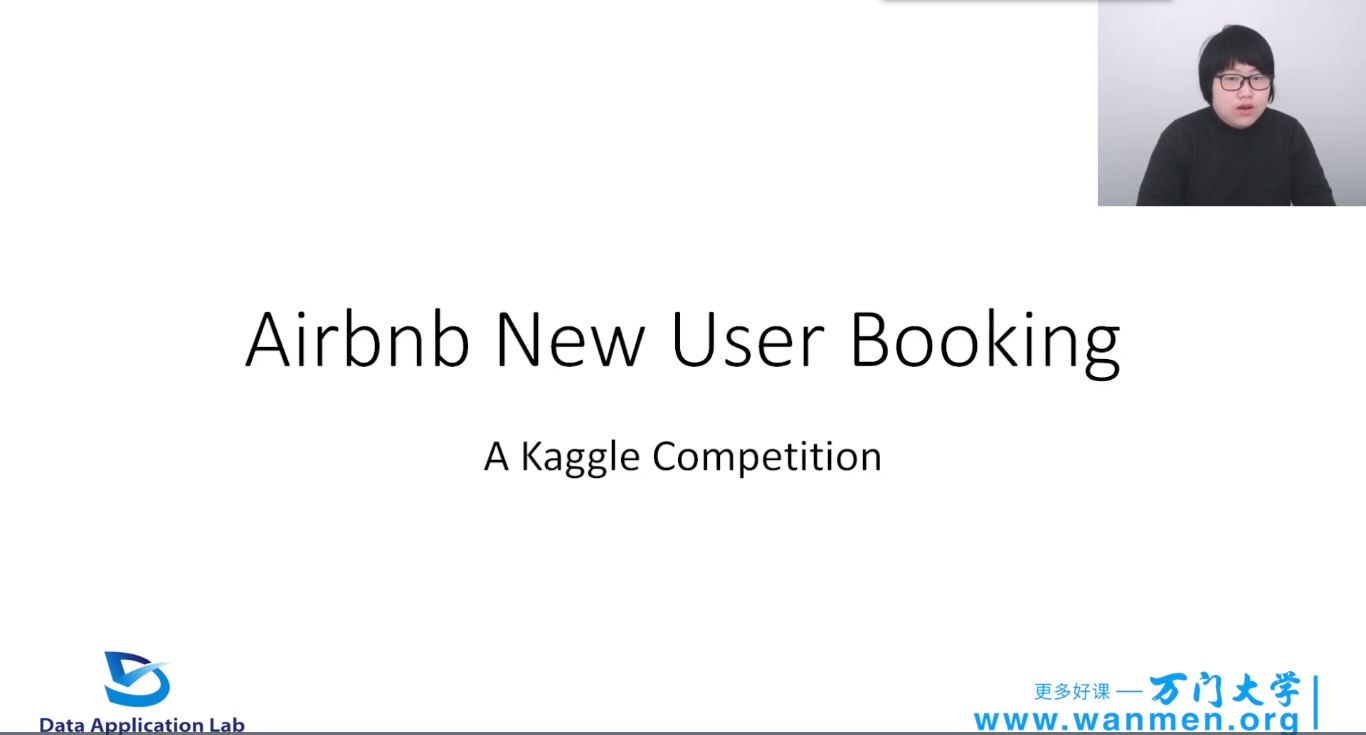 Airbnb New User Booking
A Kaggle Competition
Data Application Lab
更多好课 — 万门大学
www.wanmen.org